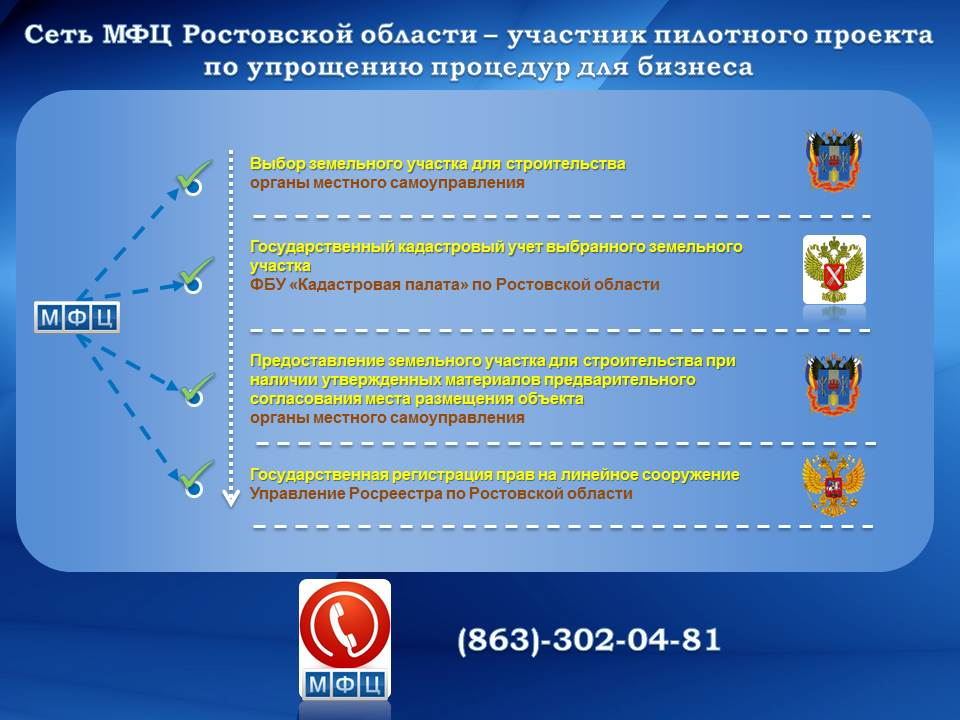 Сеть МФЦ Ростовской области – участник пилотного проекта
по упрощению процедур для бизнеса
Выбор земельного участка для строительства
органы местного самоуправления
Государственный кадастровый учет выбранного земельного
участка
ФБУ «Кадастровая палата» по Ростовской области
МФЦ
Предоставление земельного участка для строительства при
наличии утвержденных материалов предварительного
согласования места размещения объекта
органы местного самоуправления
Государственная регистрация прав на линейное сооружение
Управление Росреестра по Ростовской области
(863)-302-04-81
МФЦ